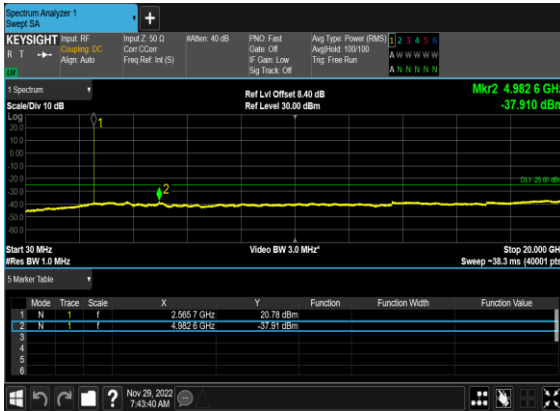 Spectrum Analyzer 1
Swept SA
+
KEYSIGHT Input: RF Input Z: 50 Ω #Atten: 40 dB PNO: Fast Avg Type: Power (RMS) 1 2 3 4 5 6
R T Coupling: DC Corr CCorr Gate: Off Avg|Hold: 100/100 A W W W W W
Align: Auto Freq Ref: Int (S) IF Gain: Low Trig: Free Run
Sig Track: Off A N N N N N
1 Spectrum
Scale/Div 10 dB
Ref Lvl Offset 8.40 dB
Ref Level 30.00 dBm
Mkr2 4.982 6 GHz
-37.910 dBm
Log
20.0
10.0
0.00
-10.0
-20.0
-30.0
-40.0
-50.0
-60.0
1
2
DL1 -25.00 dBm
Start 30 MHz Video BW 3.0 MHz* Stop 20.000 GHz
#Res BW 1.0 MHz Sweep ~38.3 ms (40001 pts)
5 Marker Table
Mode Trace Scale X Y Function Function Width Function Value
1 N 1 f 2.565 7 GHz 20.78 dBm
2 N 1 f 4.982 6 GHz -37.91 dBm
3
4
5
6
? Nov 29, 2022
7:43:40 AM